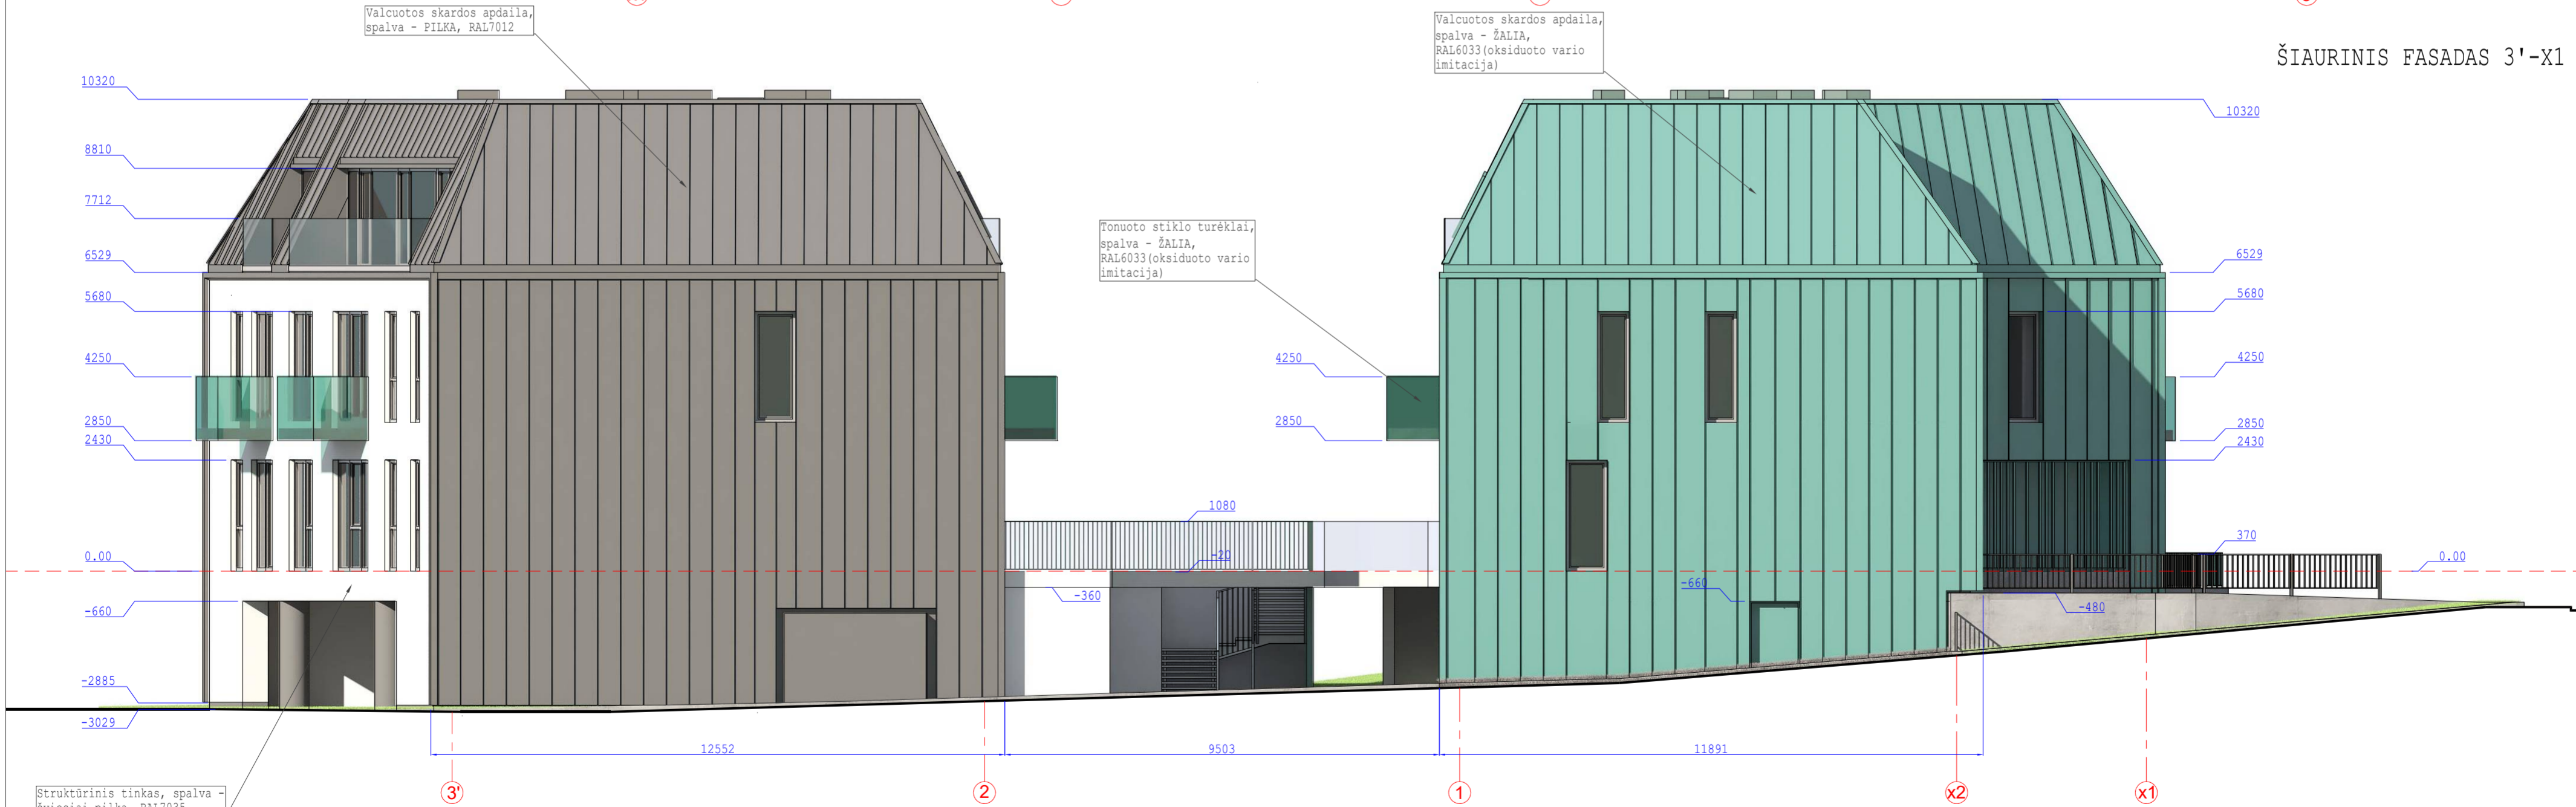 Valcuotos skardos apdaila,
spalva - PILKA, RAL7012
Valcuotos skardos apdaila,
spalva - ŽALIA,
RAL6033(oksiduoto vario
imitacija)
ŠIAURINIS FASADAS 3'-X1
10320
8810
7712
6529
5680
4250
2850
2430
0.00
-660
-2885
-3029
Tonuoto stiklo turėklai,
spalva - ŽALIA,
RAL6033(oksiduoto vario
imitacija)
4250
2850
1080
-20
-360
-660
-480
10320
6529
5680
4250
2850
2430
370
0.00
12552
9503
11891
3'
2
1
x2
x1
Struktūrinis tinkas, spalva -
šviesiai pilka, RAL7035